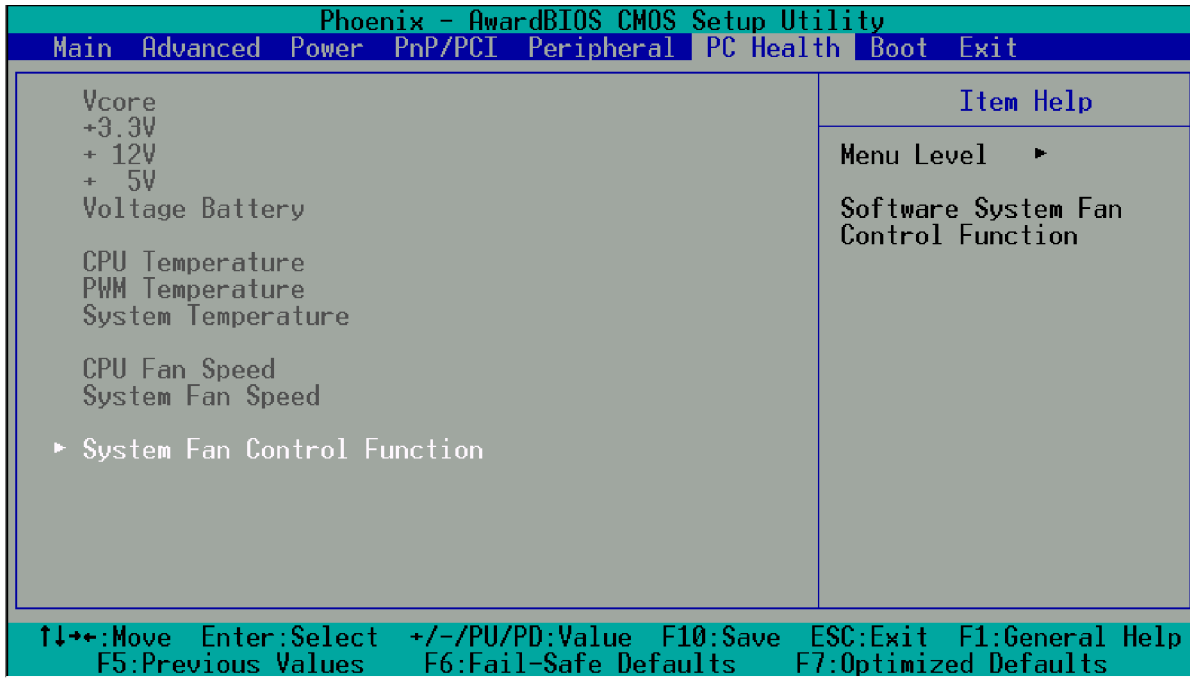 Phoenix - AwardBIOS CMOS Setup Utility
Main Advanced Power PnP/PCI Peripheral PC Health Boot Exit
Vcore
+3.3V
+ 12V
+ 5V
Voltage Battery
CPU Temperature
PWM Temperature
System Temperature
CPU Fan Speed
System Fan Speed
► System Fan Control Function
Item Help
Menu Level ►
Software System Fan
Control Function
↑↓→←:Move Enter:Select +/-/PU/PD:Value F10:Save ESC:Exit F1:General Help
F5:Previous Values F6:Fail-Safe Defaults F7:Optimized Defaults